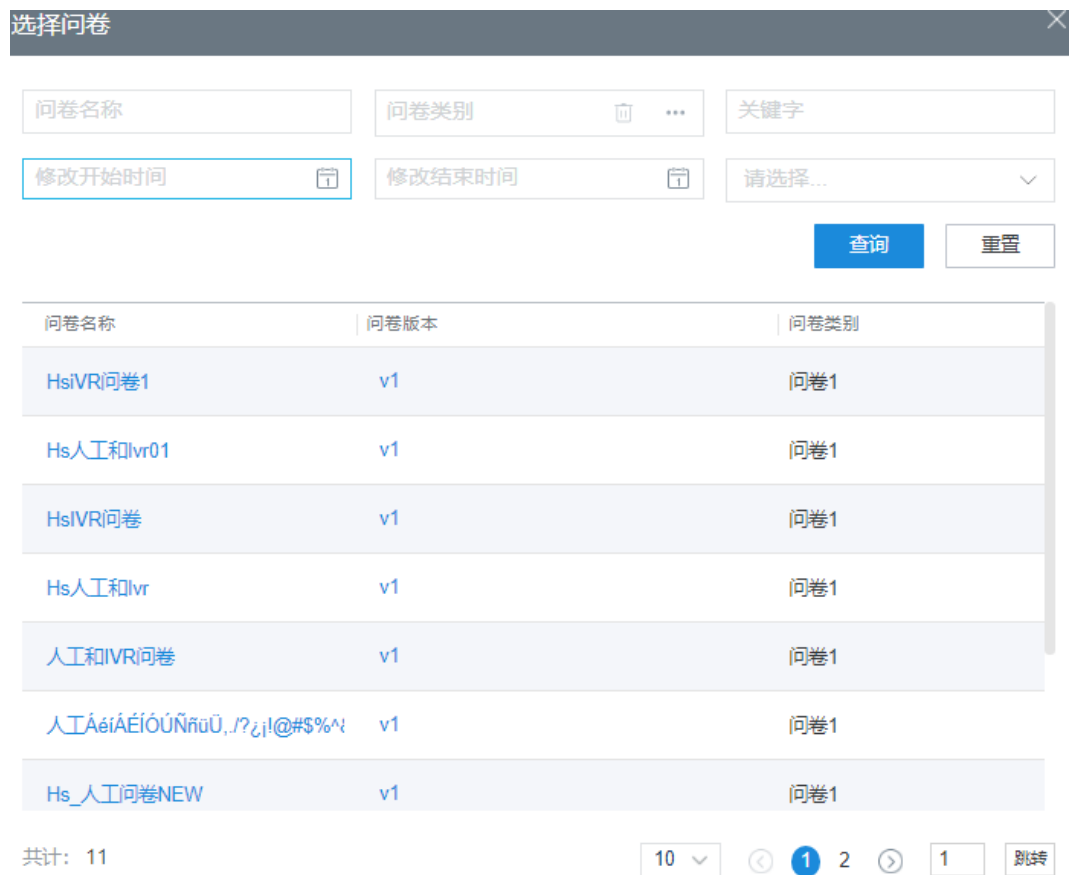 选择问卷
问卷名称 问卷类别 ... 关键字
修改开始时间 1 修改结束时间 1 请选择...
查询 重置
问卷名称 问卷版本 问卷类别
HsiVR问卷1 v1 问卷1
Hs人工和Ivr01 v1 问卷1
HsIVR问卷 v1 问卷1
Hs人工和Ivr v1 问卷1
人工和IVR问卷 v1 问卷1
人工ÁéíÁÉÍÓÚÑñüÜ,./?¿¡!@#$%^& v1 问卷1
Hs_人工问卷NEW v1 问卷1
共计： 11 10 1 2 1 跳转